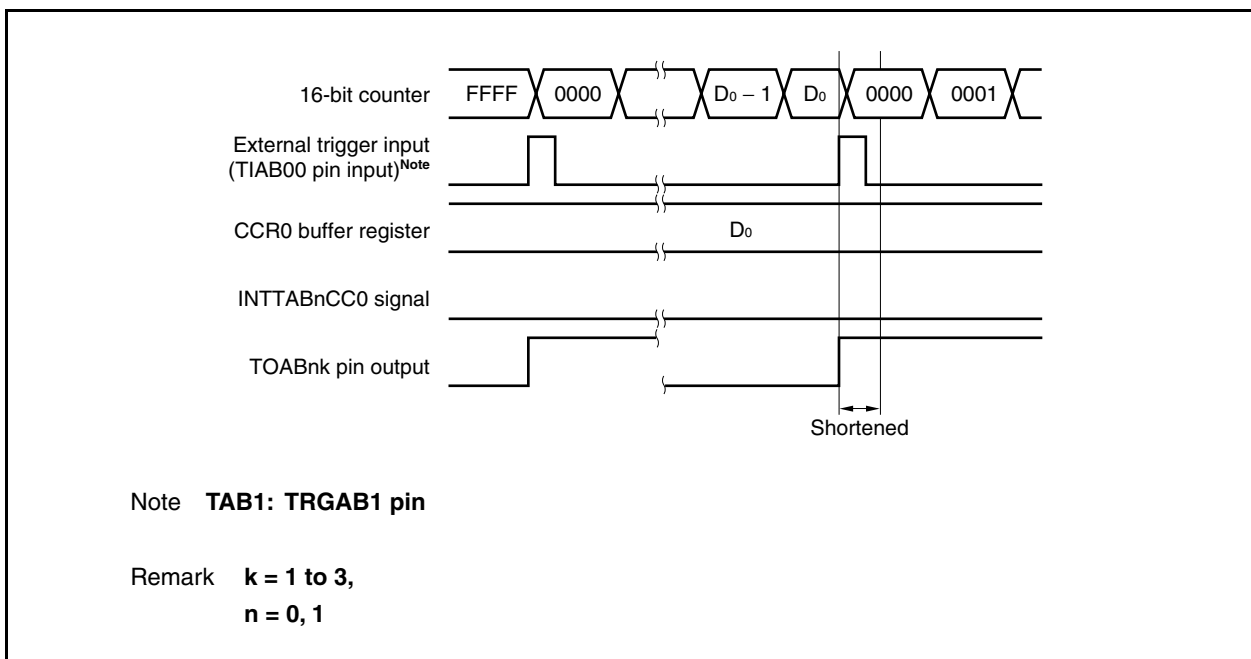 16-bit counter FFFF 0000 D0 – 1 D0 0000 0001
External trigger input
(TIAB00 pin input)Note
CCR0 buffer register D0
INTTABnCC0 signal
TOABnk pin output
Shortened
Note TAB1: TRGAB1 pin
Remark k = 1 to 3,
n = 0, 1